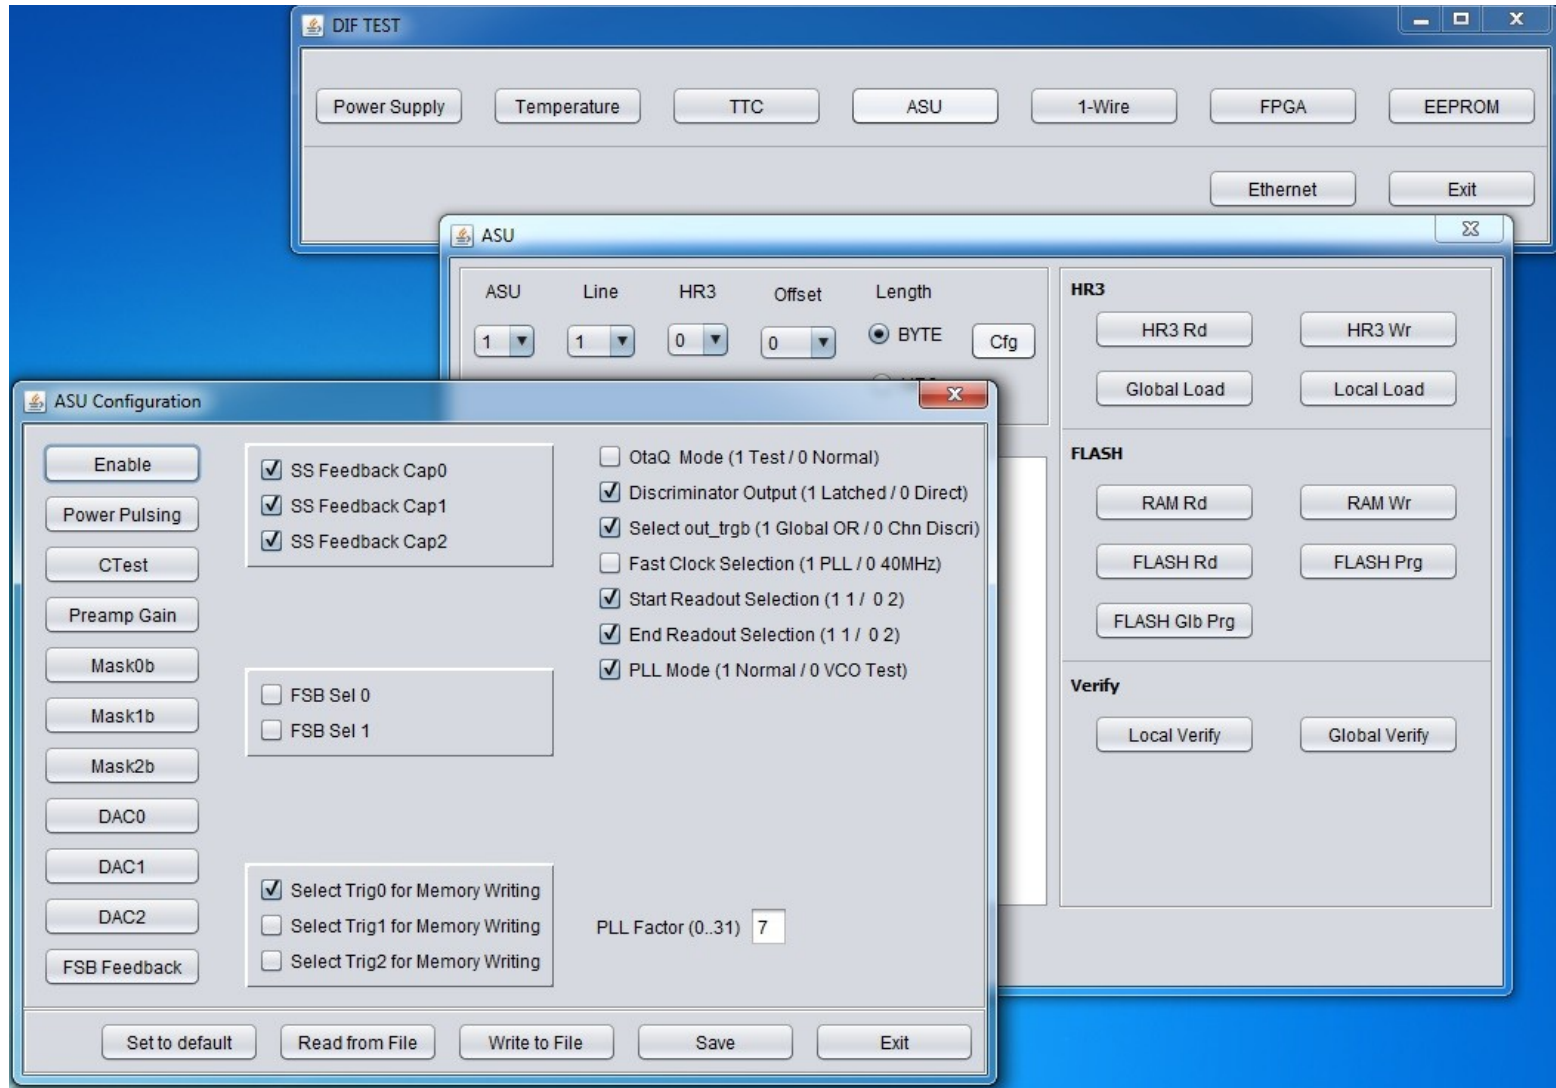 DIF TEST
Power Supply
Temperature
TTC
ASU
1-Wire
FPGA
EEPROM
Ethernet
Exit
ASU
ASU
Line
HR3
Offset
Length
1
1
0
0
BYTE
Cfg
HR3
HR3 Rd
HR3 Wr
Global Load
Local Load
FLASH
RAM Rd
RAM Wr
FLASH Rd
FLASH Prg
FLASH Glb Prg
Verify
Local Verify
Global Verify
ASU Configuration
Enable
Power Pulsing
CTest
Preamp Gain
Mask0b
Mask1b
Mask2b
DAC0
DAC1
DAC2
FSB Feedback
SS Feedback Cap0
SS Feedback Cap1
SS Feedback Cap2
FSB Sel 0
FSB Sel 1
Select Trig0 for Memory Writing
Select Trig1 for Memory Writing
Select Trig2 for Memory Writing
OtaQ Mode (1 Test / 0 Normal)
Discriminator Output (1 Latched / 0 Direct)
Select out_trgb (1 Global OR / 0 Chn Discri)
Fast Clock Selection (1 PLL / 0 40MHz)
Start Readout Selection (1 1 / 0 2)
End Readout Selection (1 1 / 0 2)
PLL Mode (1 Normal / 0 VCO Test)
PLL Factor (0..31) 7
Set to default
Read from File
Write to File
Save
Exit